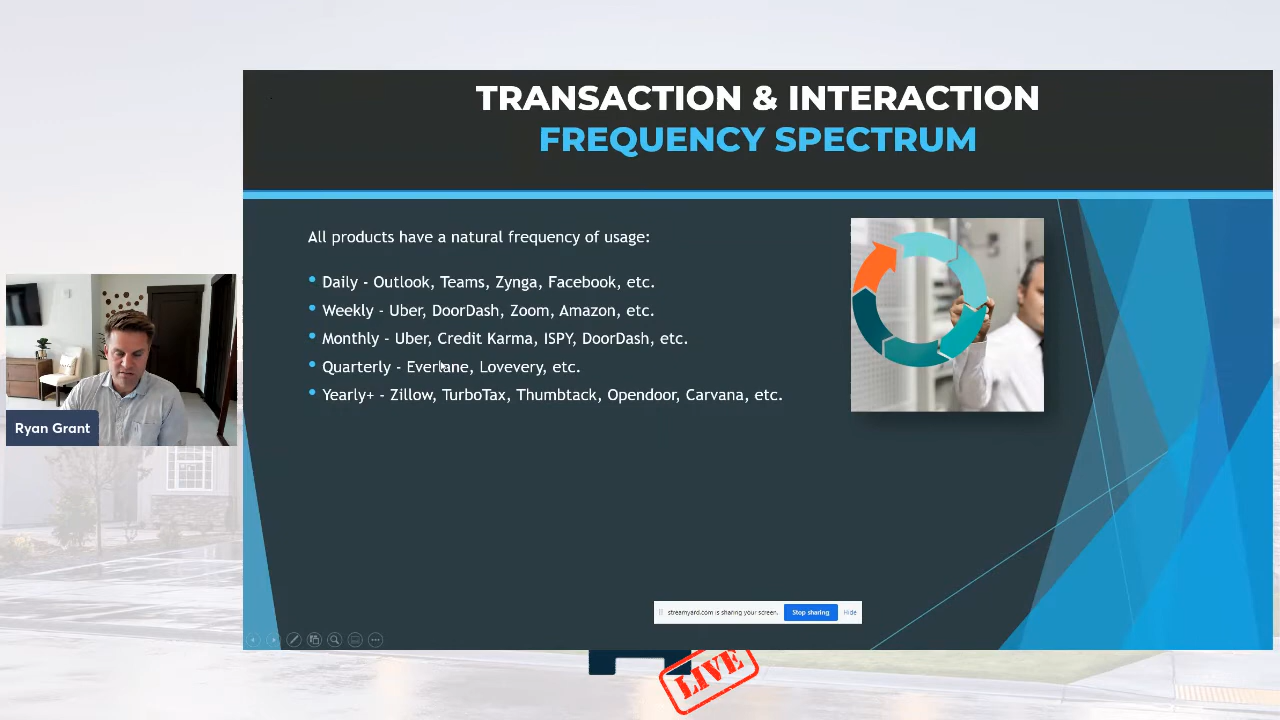 TRANSACTION & INTERACTION
FREQUENCY SPECTRUM
All products have a natural frequency of usage:
• Daily - Outlook, Teams, Zynga, Facebook, etc.
• Weekly - Uber, DoorDash, Zoom, Amazon, etc.
• Monthly - Uber, Credit Karma, ISPY, DoorDash, etc.
• Quarterly - Everlane, Lovevery, etc.
• Yearly+ - Zillow, TurboTax, Thumbtack, Opendoor, Carvana, etc.
Ryan Grant
streamyard.com is sharing your screen. Stop sharing Hide
LIVE